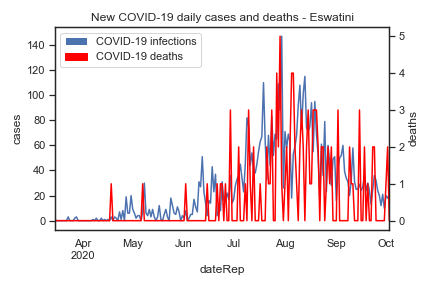 New COVID-19 daily cases and deaths - Eswatini
COVID-19 infections
COVID-19 deaths
140
120
100
80
60
40
20
0
cases
5
4
3
2
1
0
deaths
Apr May Jun Jul Aug Sep Oct
2020
dateRep